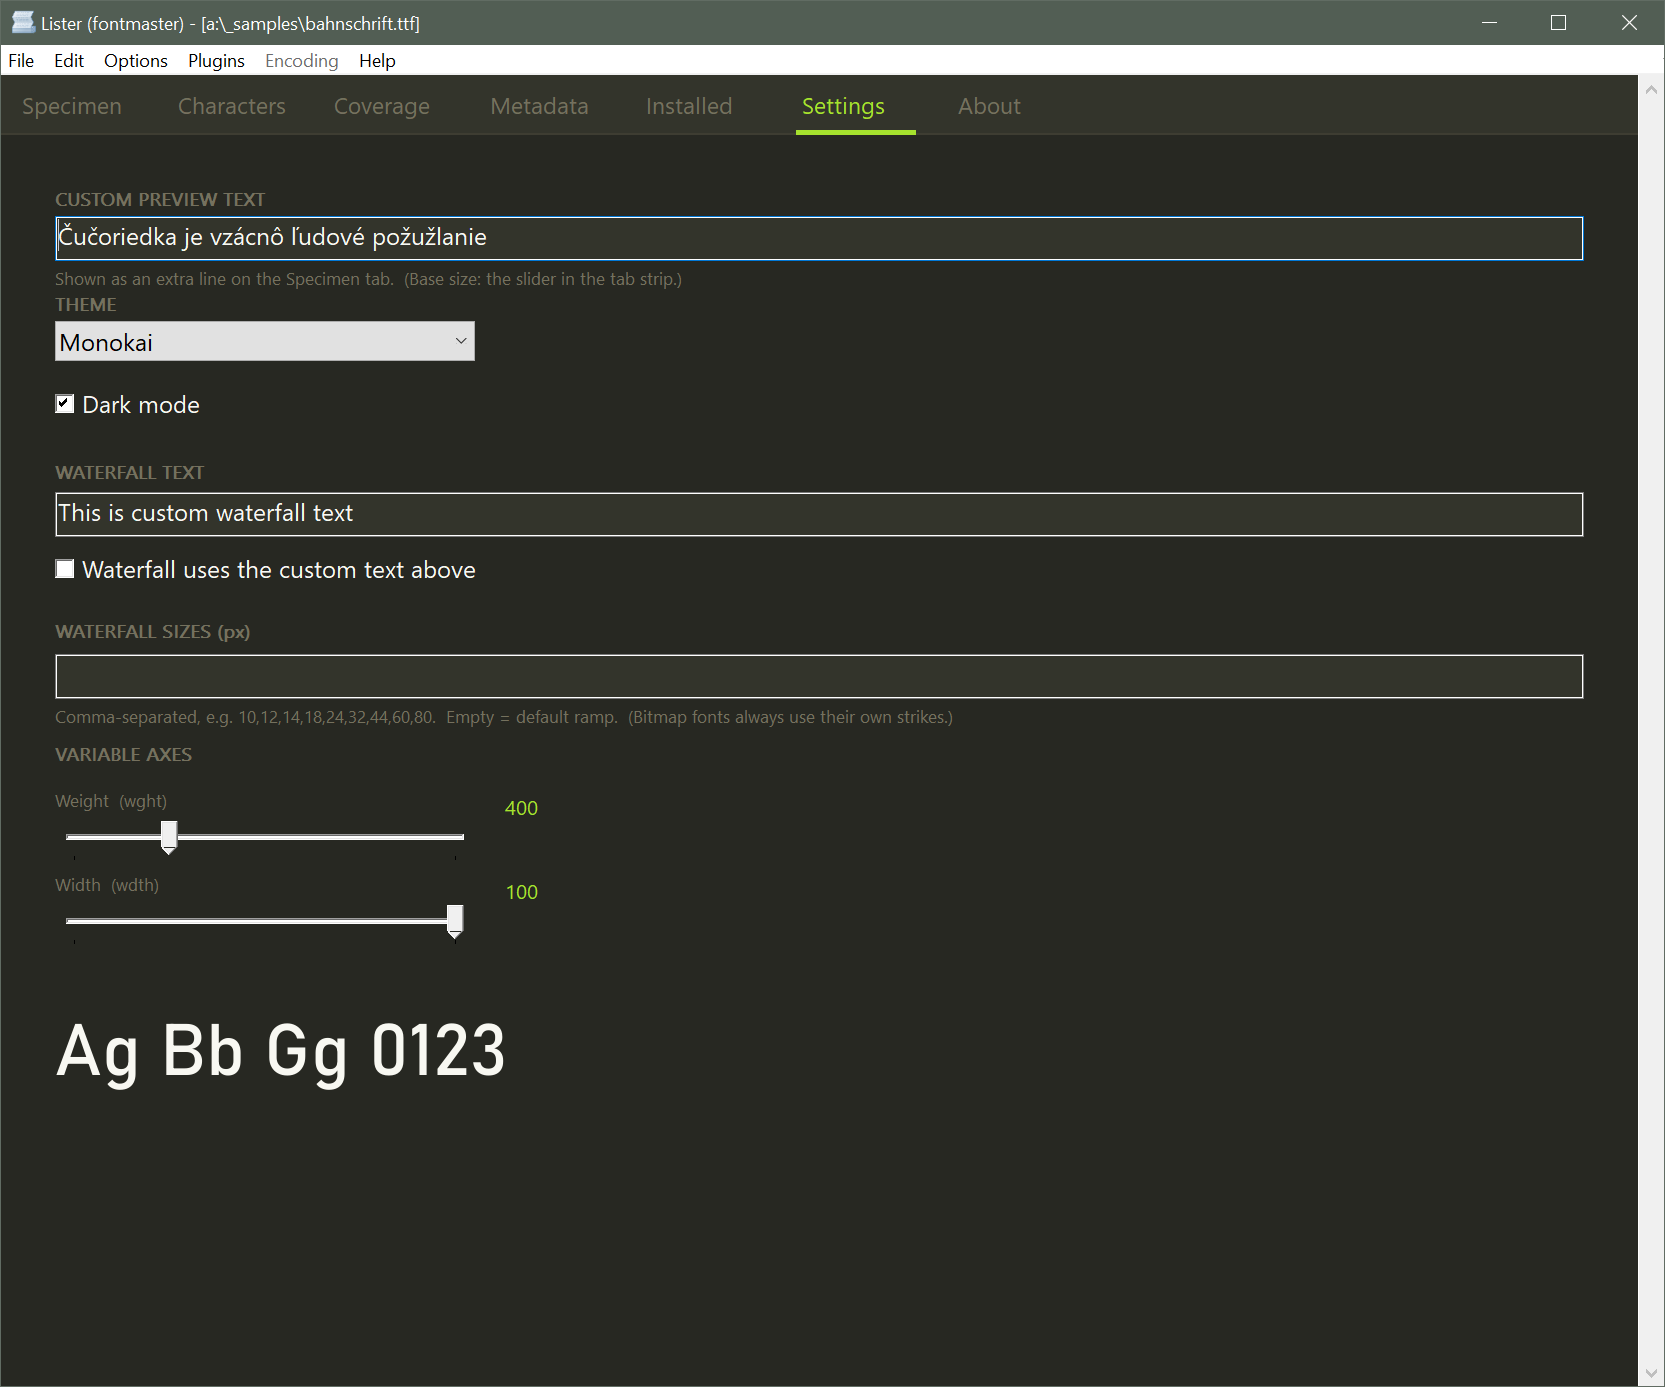 Lister (fontmaster) - [a:\_samples\bahnschrift.ttf]
File Edit Options Plugins Encoding Help
Specimen Characters Coverage Metadata Installed Settings About
CUSTOM PREVIEW TEXT
Čučoriedka je vzácnô ľudové požužlanie
Shown as an extra line on the Specimen tab. (Base size: the slider in the tab strip.)
THEME
Monokai
Dark mode
WATERFALL TEXT
This is custom waterfall text
Waterfall uses the custom text above
WATERFALL SIZES (px)
Comma-separated, e.g. 10,12,14,18,24,32,44,60,80. Empty = default ramp. (Bitmap fonts always use their own strikes.)
VARIABLE AXES
Weight (wght) 400
Width (wdth) 100
Ag Bb Gg 0123